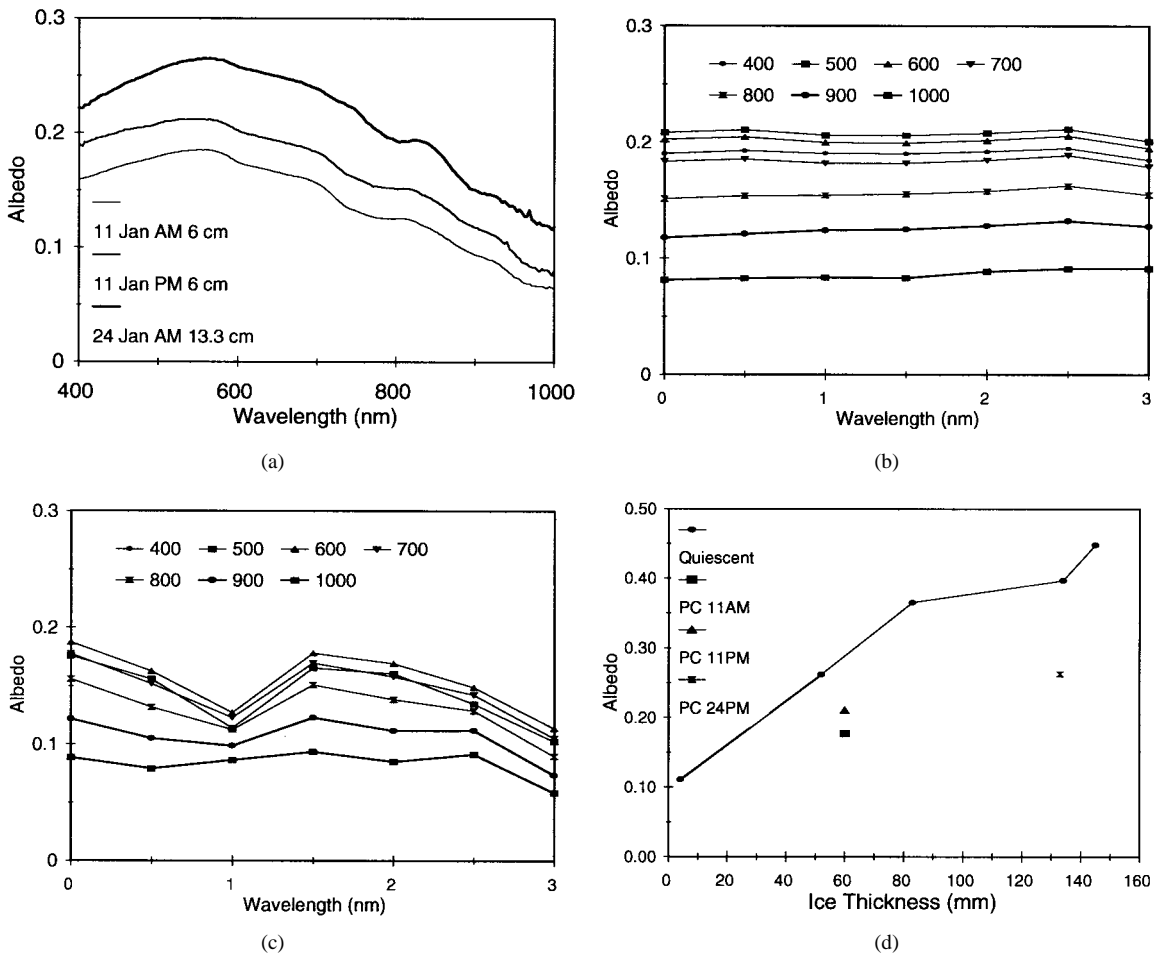 0.3
0.2
0.1
0
Albedo
11 Jan AM 6 cm
11 Jan PM 6 cm
24 Jan AM 13.3 cm
400 600 800 1000
Wavelength (nm)
(a)
0.3
0.2
0.1
0
Albedo
400 500 600 700
800 900 1000
0 1 2 3
Wavelength (nm)
(b)
0.3
0.2
0.1
0
Albedo
400 500 600 700
800 900 1000
0 1 2 3
Wavelength (nm)
(c)
0.50
0.40
0.30
0.20
0.10
0.00
Albedo
Quiescent
PC 11AM
PC 11PM
PC 24PM
0 20 40 60 80 100 120 140 160
Ice Thickness (mm)
(d)